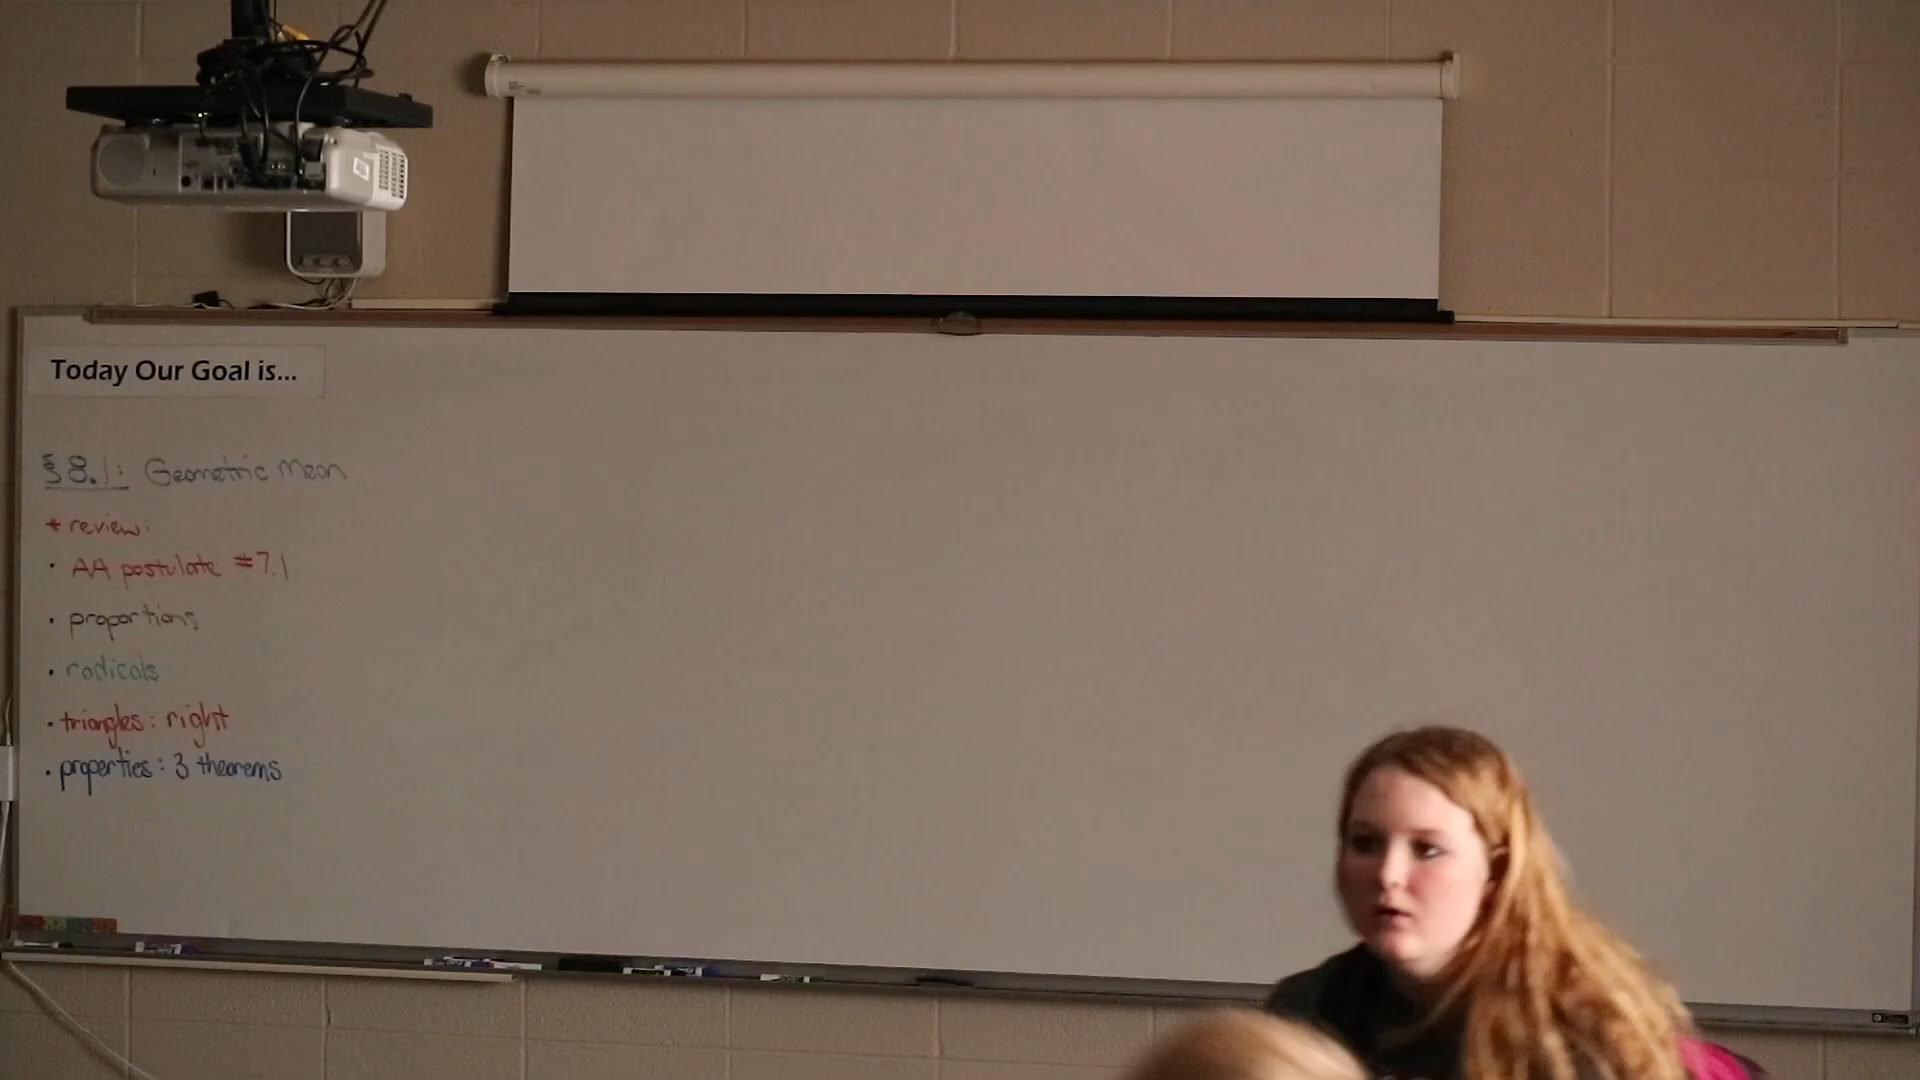 Today Our Goal is...
§8.1: Geometric Mean
* review:
· AA postulate #7.1
· proportions
· radicals
· triangles: right
· properties: 3 theorems